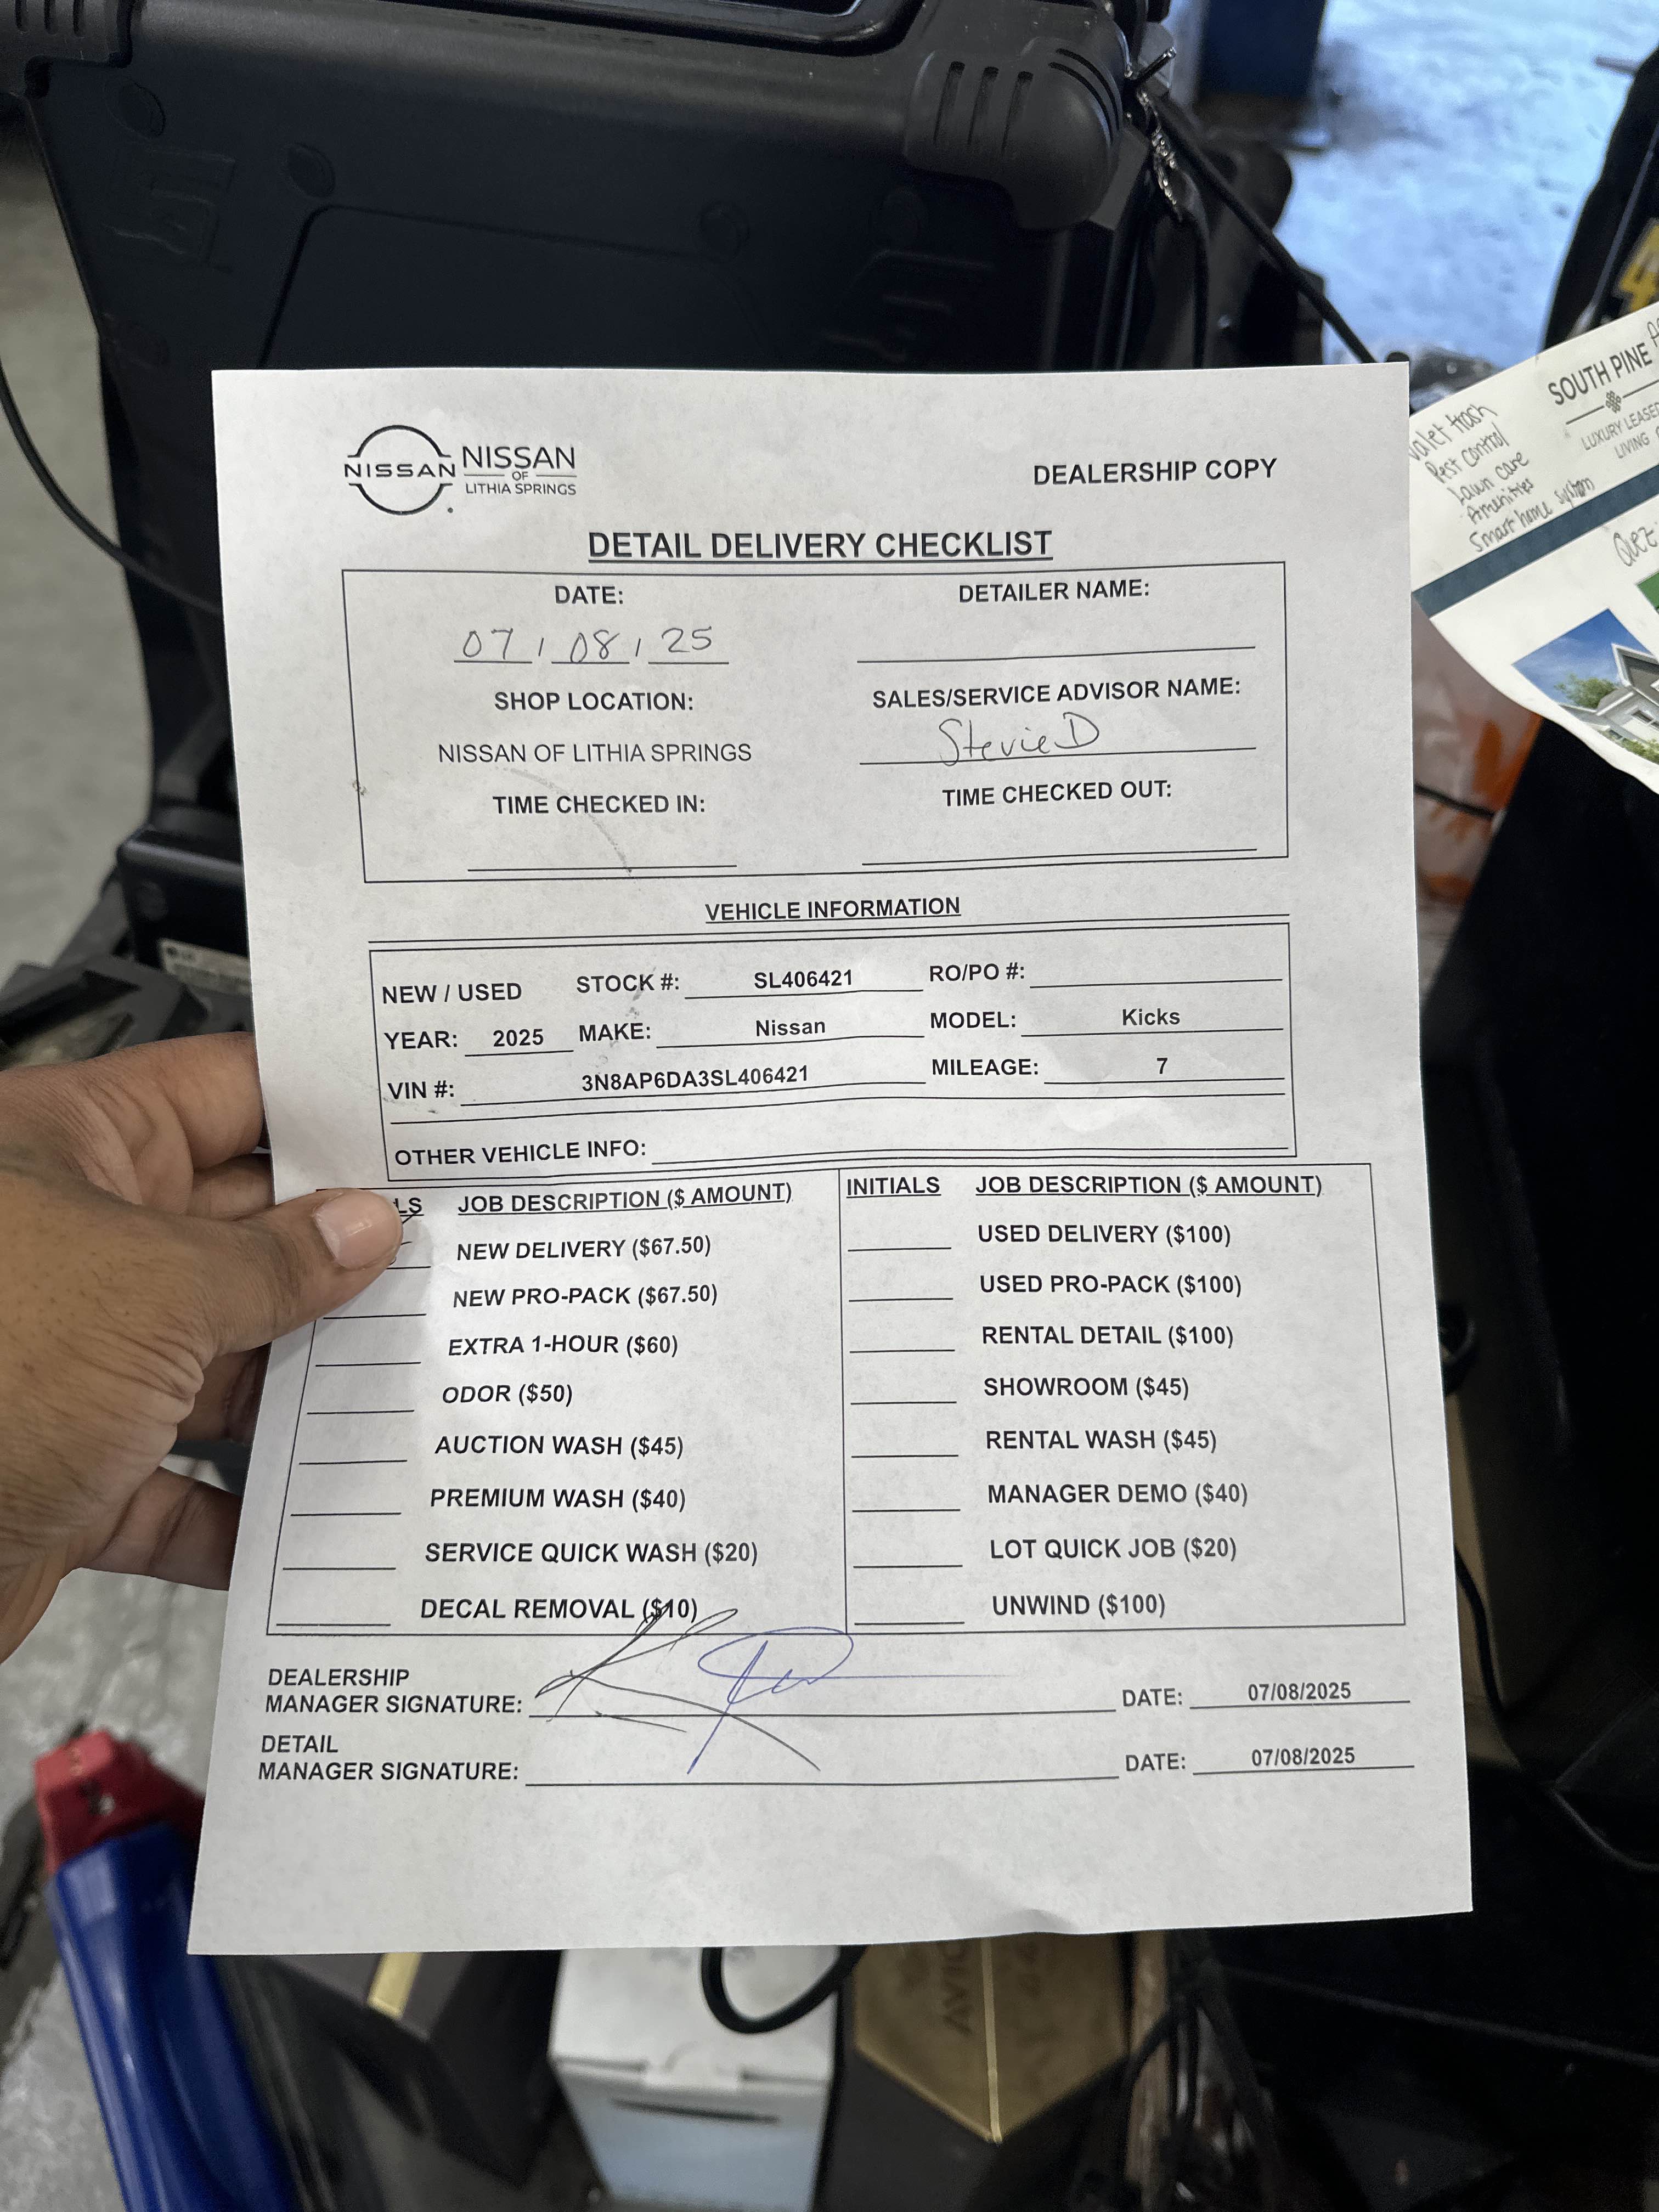 NISSAN
NISSAN
OF
LITHIA SPRINGS
DEALERSHIP COPY
DETAIL DELIVERY CHECKLIST
DATE:
DETAILER NAME:
07/08/25
SHOP LOCATION:
SALES/SERVICE ADVISOR NAME:
NISSAN OF LITHIA SPRINGS
Stevie D
TIME CHECKED IN:
TIME CHECKED OUT:
VEHICLE INFORMATION
NEW / USED STOCK #: SL406421 RO/PO #:
YEAR: 2025 MAKE: Nissan MODEL: Kicks
VIN #: 3N8AP6DA3SL406421 MILEAGE: 7
OTHER VEHICLE INFO:
LS JOB DESCRIPTION ($ AMOUNT)
NEW DELIVERY ($67.50)
NEW PRO-PACK ($67.50)
EXTRA 1-HOUR ($60)
ODOR ($50)
AUCTION WASH ($45)
PREMIUM WASH ($40)
SERVICE QUICK WASH ($20)
DECAL REMOVAL ($10)
INITIALS JOB DESCRIPTION ($ AMOUNT)
USED DELIVERY ($100)
USED PRO-PACK ($100)
RENTAL DETAIL ($100)
SHOWROOM ($45)
RENTAL WASH ($45)
MANAGER DEMO ($40)
LOT QUICK JOB ($20)
UNWIND ($100)
DEALERSHIP
MANAGER SIGNATURE: DATE: 07/08/2025
DETAIL
MANAGER SIGNATURE: DATE: 07/08/2025
Valet trash
Pest control
Lawn care
Amenities
Smart home system
SOUTH PINE
LUXURY LEASED
LIVING